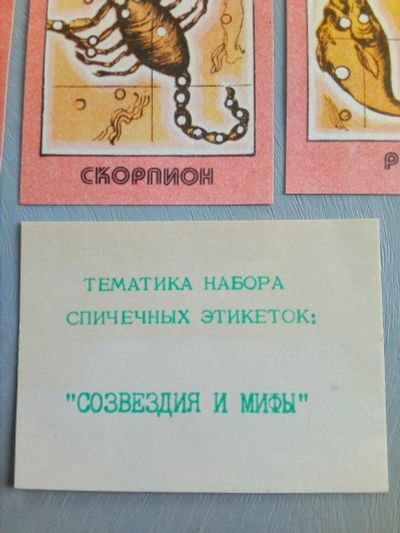 СКОРПИОН
Р
ТЕМАТИКА НАБОРА
СПИЧЕЧНЫХ ЭТИКЕТОК:
"СОЗВЕЗДИЯ И МИФЫ"